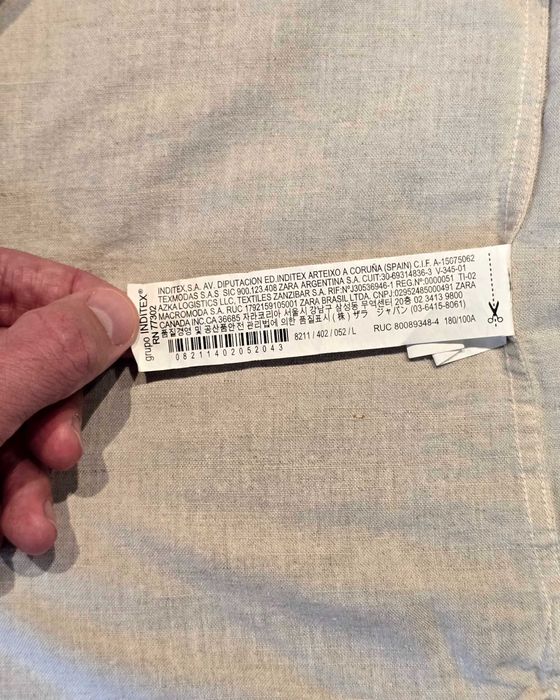 grupo INDITEX®
RN 77302
INDITEX.S.A. AV. DIPUTACION ED.INDITEX ARTEIXO A CORUÑA (SPAIN) C.I.F. A-15075062
TEXMODAS S.A.S SIC 900.123.408 ZARA ARGENTINA S.A. CUIT:30-69314836-3 V-345-01
AZKA LOGISTICS LLC, TEXTILES ZANZIBAR S.A. RIF:NºJ30536946-1 REG.Nº:0000051 TI-02
MACROMODA S.A. RUC 1792159105001 ZARA BRASIL LTDA. CNPJ:02952485000491 ZARA
CANADA INC.CA 36685 자라코리아 서울시 강남구 삼성동 무역센터 20층 02 3413 9800
품질경영 및 공산품안전 관리법에 의한 품질표시 (株) ザラ ジャパン (03-6415-8061)
08211402052043
8211 / 402 / 052 / L
RUC 80089348-4 180/100A